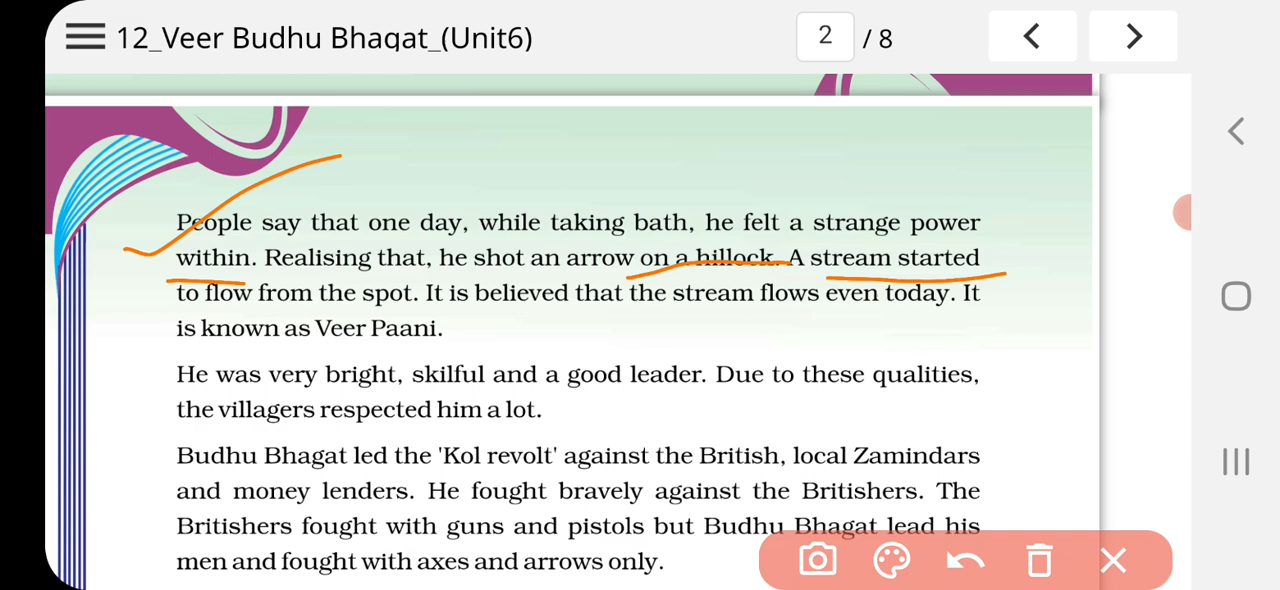 12_Veer Budhu Bhagat_(Unit6)
2 / 8
People say that one day, while taking bath, he felt a strange power
within. Realising that, he shot an arrow on a hillock. A stream started
to flow from the spot. It is believed that the stream flows even today. It
is known as Veer Paani.
He was very bright, skilful and a good leader. Due to these qualities,
the villagers respected him a lot.
Budhu Bhagat led the 'Kol revolt' against the British, local Zamindars
and money lenders. He fought bravely against the Britishers. The
Britishers fought with guns and pistols but Budhu Bhagat lead his
men and fought with axes and arrows only.